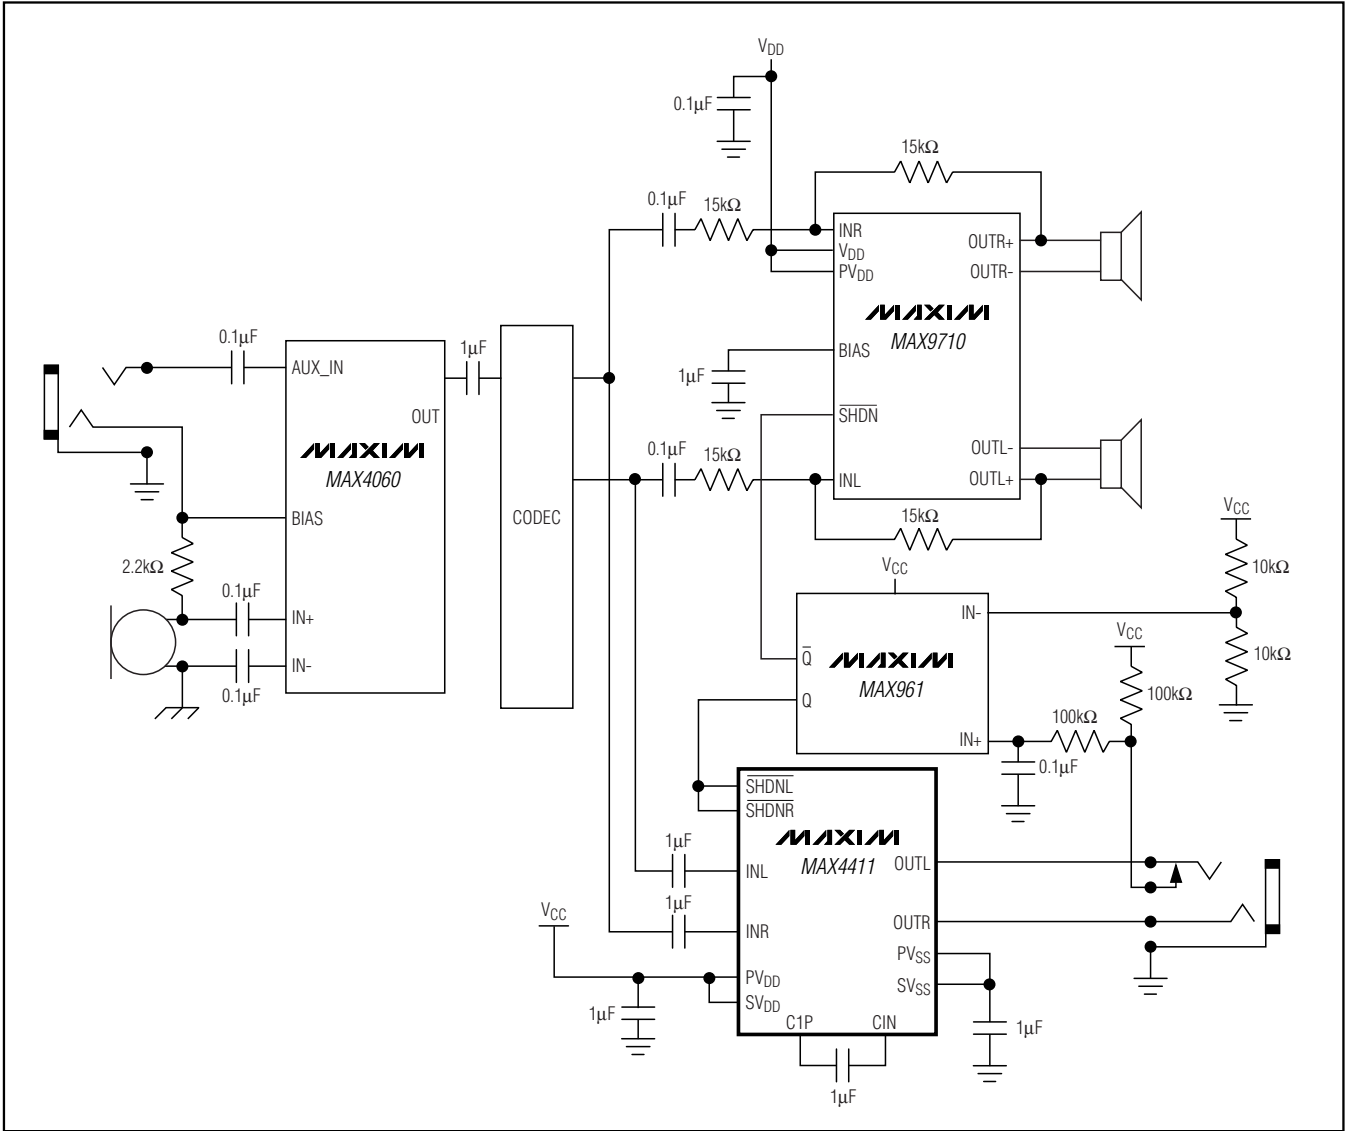 VDD
0.1µF
15kΩ
0.1µF
15kΩ
INR
VDD
PVDD
OUTR+
OUTR-
MAXIM
MAX9710
BIAS
1µF
SHDN
OUTL-
OUTL+
0.1µF
15kΩ
INL
15kΩ
0.1µF
AUX_IN
1µF
OUT
MAXIM
MAX4060
BIAS
2.2kΩ
0.1µF
IN+
IN-
0.1µF
CODEC
VCC
10kΩ
10kΩ
VCC
IN-
Q
MAXIM
MAX961
Q
IN+
VCC
100kΩ
100kΩ
0.1µF
SHDNL
SHDNR
MAXIM
MAX4411
1µF
INL
OUTL
1µF
INR
OUTR
VCC
PVDD
SVDD
1µF
PVSS
SVSS
1µF
C1P
CIN
1µF